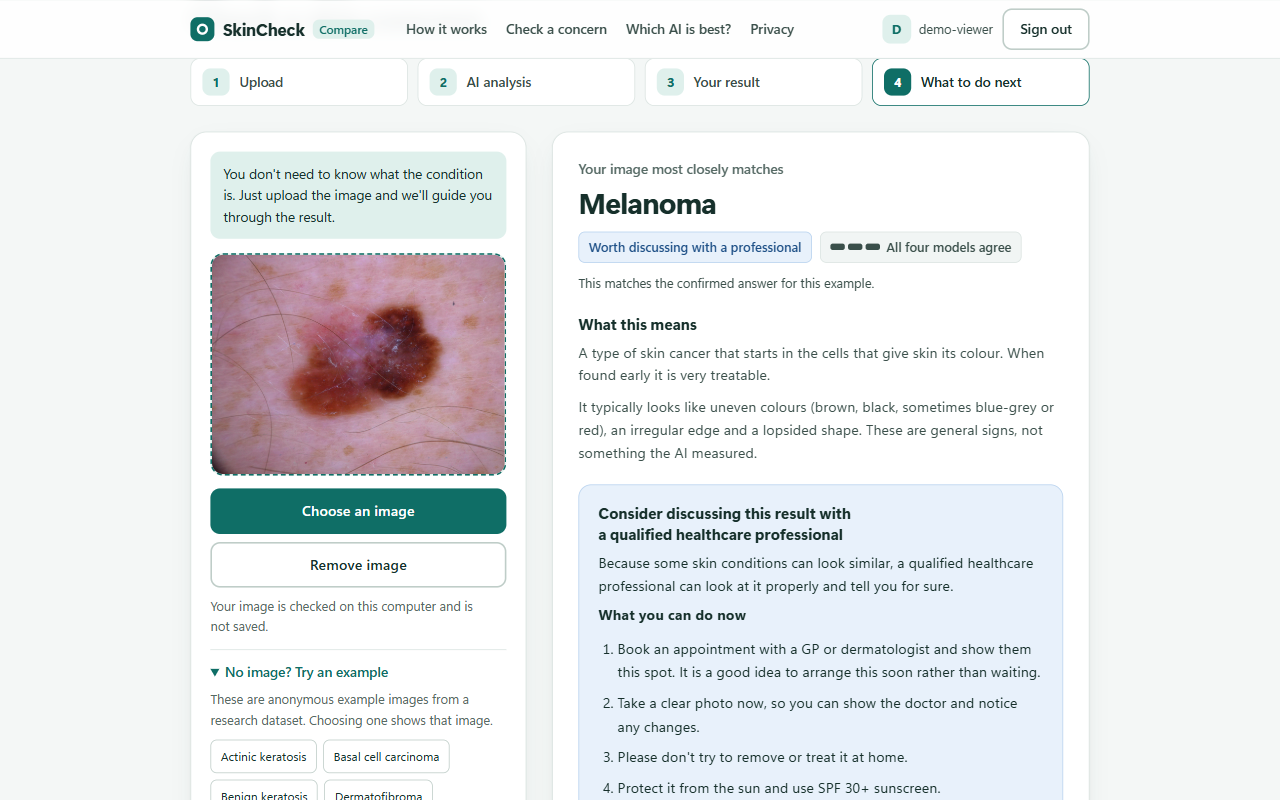 SkinCheck Compare How it works Check a concern Which AI is best? Privacy D demo-viewer Sign out
1 Upload 2 AI analysis 3 Your result 4 What to do next
You don't need to know what the condition
is. Just upload the image and we'll guide you
through the result.
Choose an image
Remove image
Your image is checked on this computer and is
not saved.
▼ No image? Try an example
These are anonymous example images from a
research dataset. Choosing one shows that image.
Actinic keratosis Basal cell carcinoma
Benign keratosis Dermatofibroma
Your image most closely matches
Melanoma
Worth discussing with a professional All four models agree
This matches the confirmed answer for this example.
What this means
A type of skin cancer that starts in the cells that give skin its colour. When
found early it is very treatable.
It typically looks like uneven colours (brown, black, sometimes blue-grey or
red), an irregular edge and a lopsided shape. These are general signs, not
something the AI measured.
Consider discussing this result with
a qualified healthcare professional
Because some skin conditions can look similar, a qualified healthcare
professional can look at it properly and tell you for sure.
What you can do now
1. Book an appointment with a GP or dermatologist and show them
this spot. It is a good idea to arrange this soon rather than waiting.
2. Take a clear photo now, so you can show the doctor and notice
any changes.
3. Please don't try to remove or treat it at home.
4. Protect it from the sun and use SPF 30+ sunscreen.